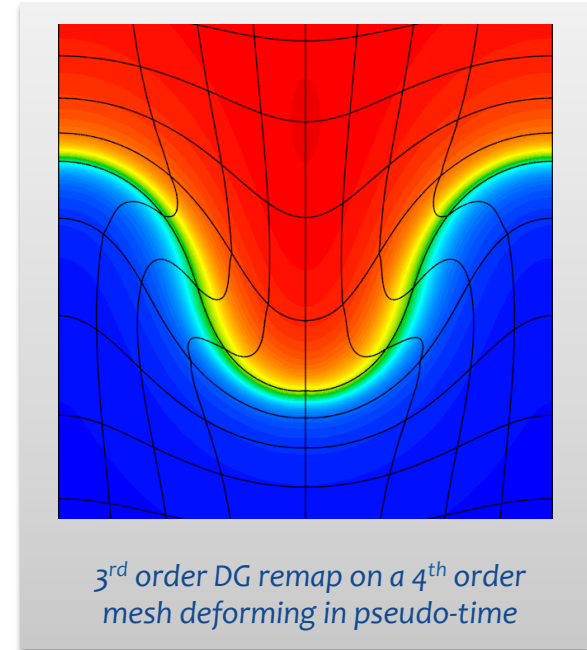 3rd order DG remap on a 4th order
mesh deforming in pseudo-time